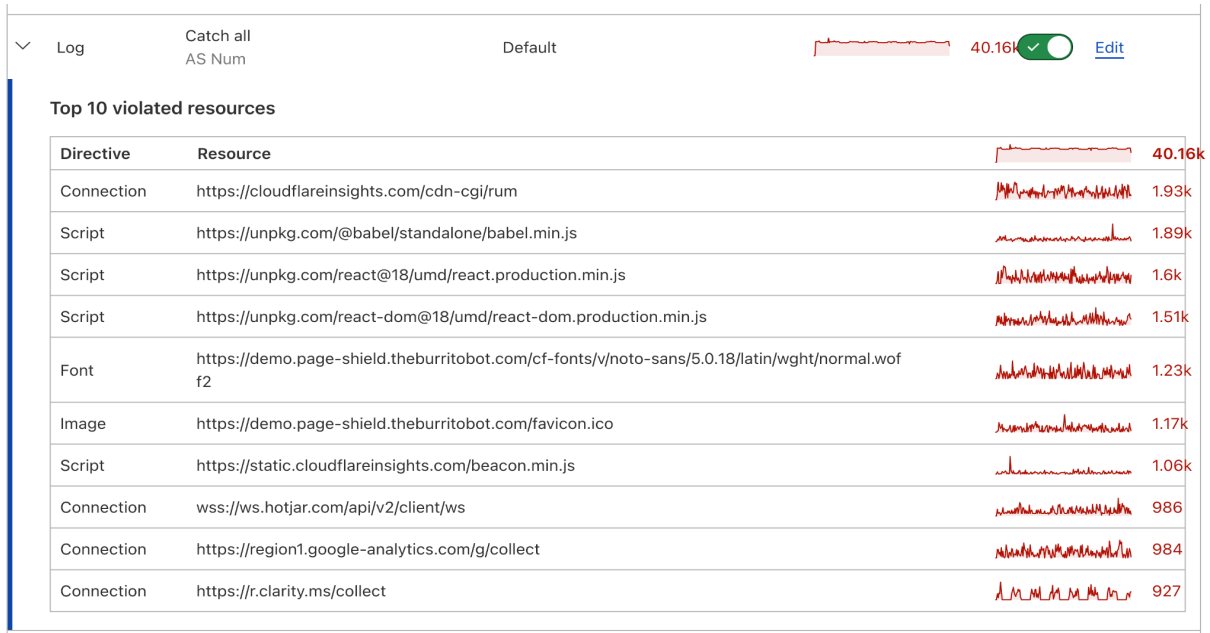 Log Catch all Default 40.16k Edit
AS Num
Top 10 violated resources
Directive Resource 40.16k
Connection https://cloudflareinsights.com/cdn-cgi/rum 1.93k
Script https://unpkg.com/@babel/standalone/babel.min.js 1.89k
Script https://unpkg.com/react@18/umd/react.production.min.js 1.6k
Script https://unpkg.com/react-dom@18/umd/react-dom.production.min.js 1.51k
Font https://demo.page-shield.theburritobot.com/cf-fonts/v/noto-sans/5.0.18/latin/wght/normal.wof 1.23k
f2
Image https://demo.page-shield.theburritobot.com/favicon.ico 1.17k
Script https://static.cloudflareinsights.com/beacon.min.js 1.06k
Connection wss://ws.hotjar.com/api/v2/client/ws 986
Connection https://region1.google-analytics.com/g/collect 984
Connection https://r.clarity.ms/collect 927